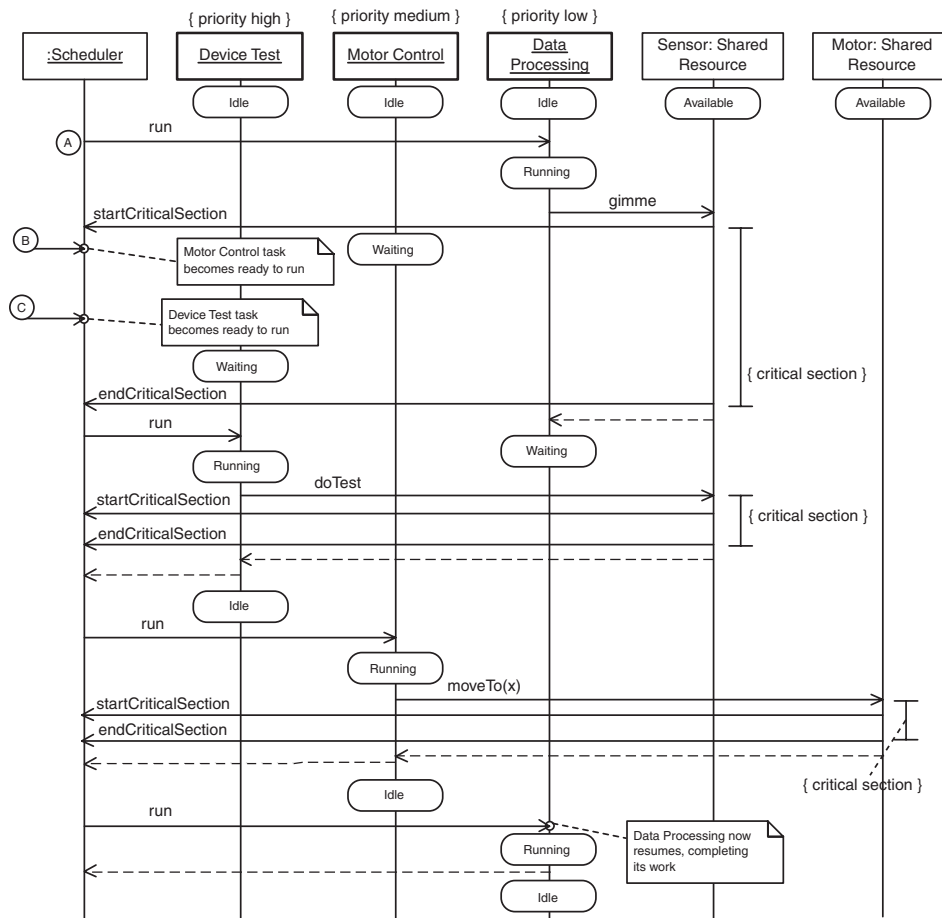 { priority high }
{ priority medium }
{ priority low }
:Scheduler
Device Test
Motor Control
Data
Processing
Sensor: Shared
Resource
Motor: Shared
Resource
Idle
Idle
Idle
Available
Available
A
run
Running
gimme
startCriticalSection
B
Motor Control task
becomes ready to run
Waiting
C
Device Test task
becomes ready to run
Waiting
{ critical section }
endCriticalSection
run
Waiting
Running
doTest
startCriticalSection
{ critical section }
endCriticalSection
Idle
run
Running
moveTo(x)
startCriticalSection
endCriticalSection
{ critical section }
Idle
run
Data Processing now
resumes, completing
its work
Running
Idle